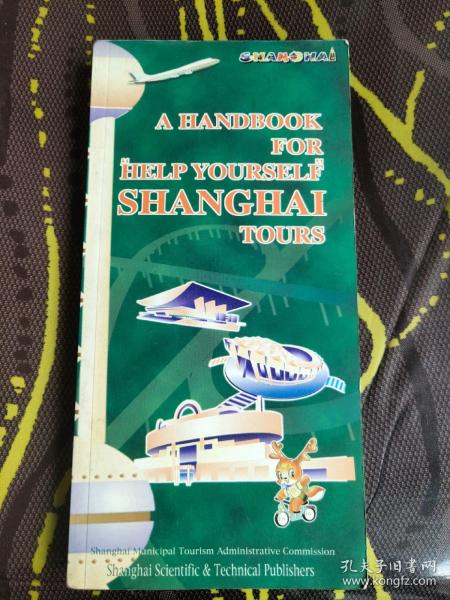 SHANGHAI
A HANDBOOK
FOR
"HELP YOURSELF"
SHANGHAI
TOURS
Shanghai Municipal Tourism Administrative Commission
Shanghai Scientific & Technical Publishers
孔夫子旧书网
www.kongfz.com